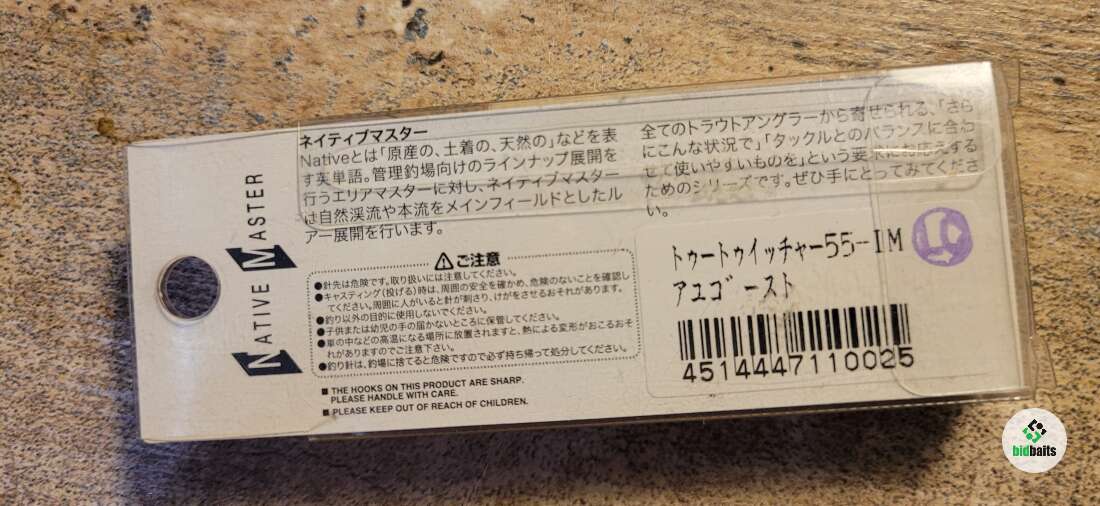 ネイティブマスター
Nativeとは「原産の、土着の、天然の」などを表
す英単語。管理釣場向けのラインナップ展開を
行うエリアマスターに対し、ネイティブマスター
は自然渓流や本流をメインフィールドとしたル
アー展開を行います。
全てのトラウトアングラーから寄せられる、「さら
にこんな状況で」「タックルとのバランスに合わ
せて使いやすいものを」という要求にお応えする
ためのシリーズです。ぜひ手にとってみてくださ
い。
NATIVE MASTER
ご注意
●針先は危険です。取り扱いには注意してください。
●キャスティング(投げる)時は、周囲の安全を確かめ、危険のないことを確認し
てください。周囲に人がいると針が刺さり、けがをさせるおそれがあります。
●釣り以外の目的に使用しないでください。
●子供または幼児の手の届かないところに保管してください。
●車の中などの高温になる場所に放置されますと、熱による変形がおこるおそ
れがありますのでご注意下さい。
●釣り針は、釣場に捨てると危険ですので必ず持ち帰って処分してください。
■ THE HOOKS ON THIS PRODUCT ARE SHARP.
PLEASE HANDLE WITH CARE.
■ PLEASE KEEP OUT OF REACH OF CHILDREN.
トゥートゥイッチャー55-IM
アユゴースト
4514447110025
bidbaits